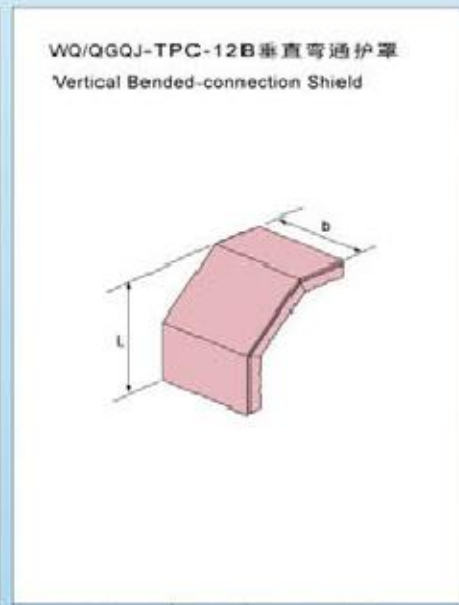 WQ/QGQJ-TPC-12B垂直弯通护罩
Vertical Bended-connection Shield
b
L